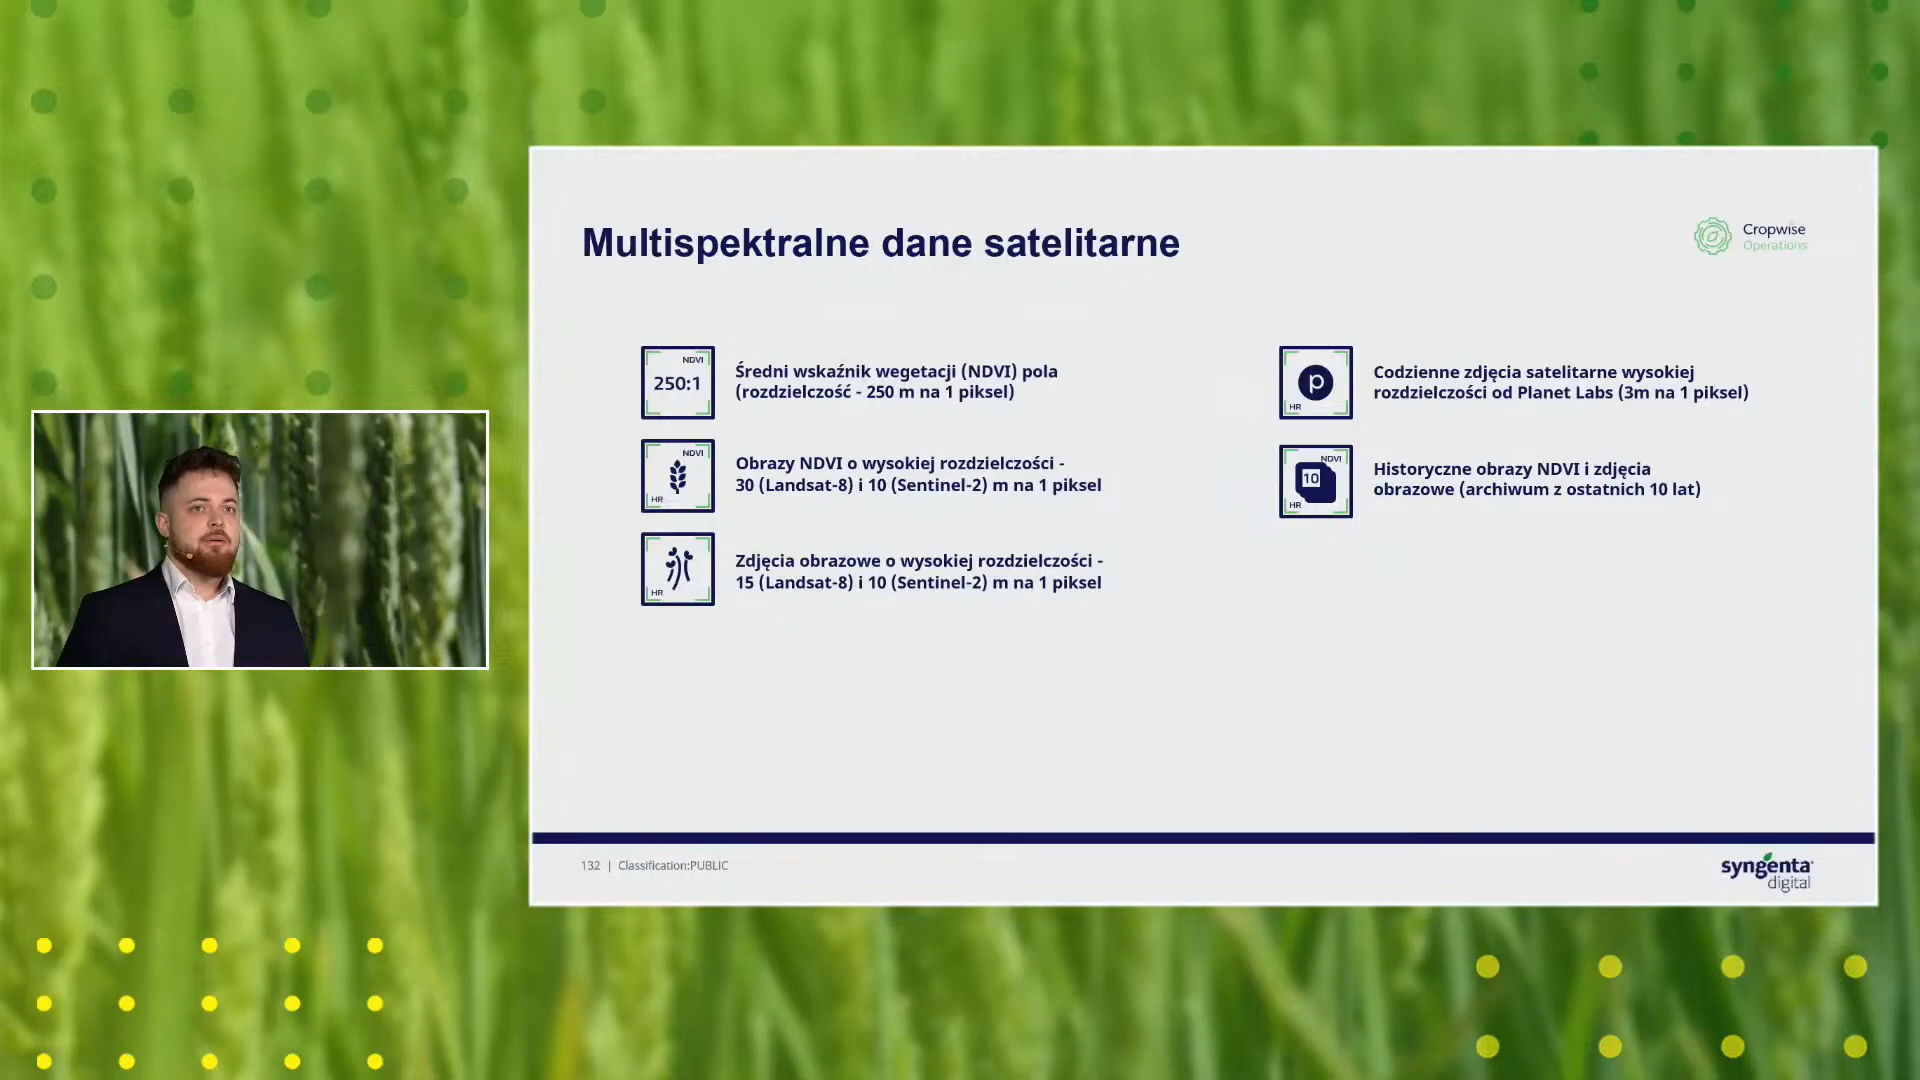 Multispektralne dane satelitarne
Cropwise
Operations
NDVI
250:1
Średni wskaźnik wegetacji (NDVI) pola
(rozdzielczość - 250 m na 1 piksel)
NDVI
HR
Obrazy NDVI o wysokiej rozdzielczości -
30 (Landsat-8) i 10 (Sentinel-2) m na 1 piksel
HR
Zdjęcia obrazowe o wysokiej rozdzielczości -
15 (Landsat-8) i 10 (Sentinel-2) m na 1 piksel
p
HR
Codzienne zdjęcia satelitarne wysokiej
rozdzielczości od Planet Labs (3m na 1 piksel)
NDVI
10
HR
Historyczne obrazy NDVI i zdjęcia
obrazowe (archiwum z ostatnich 10 lat)
132 | Classification:PUBLIC
syngenta
digital